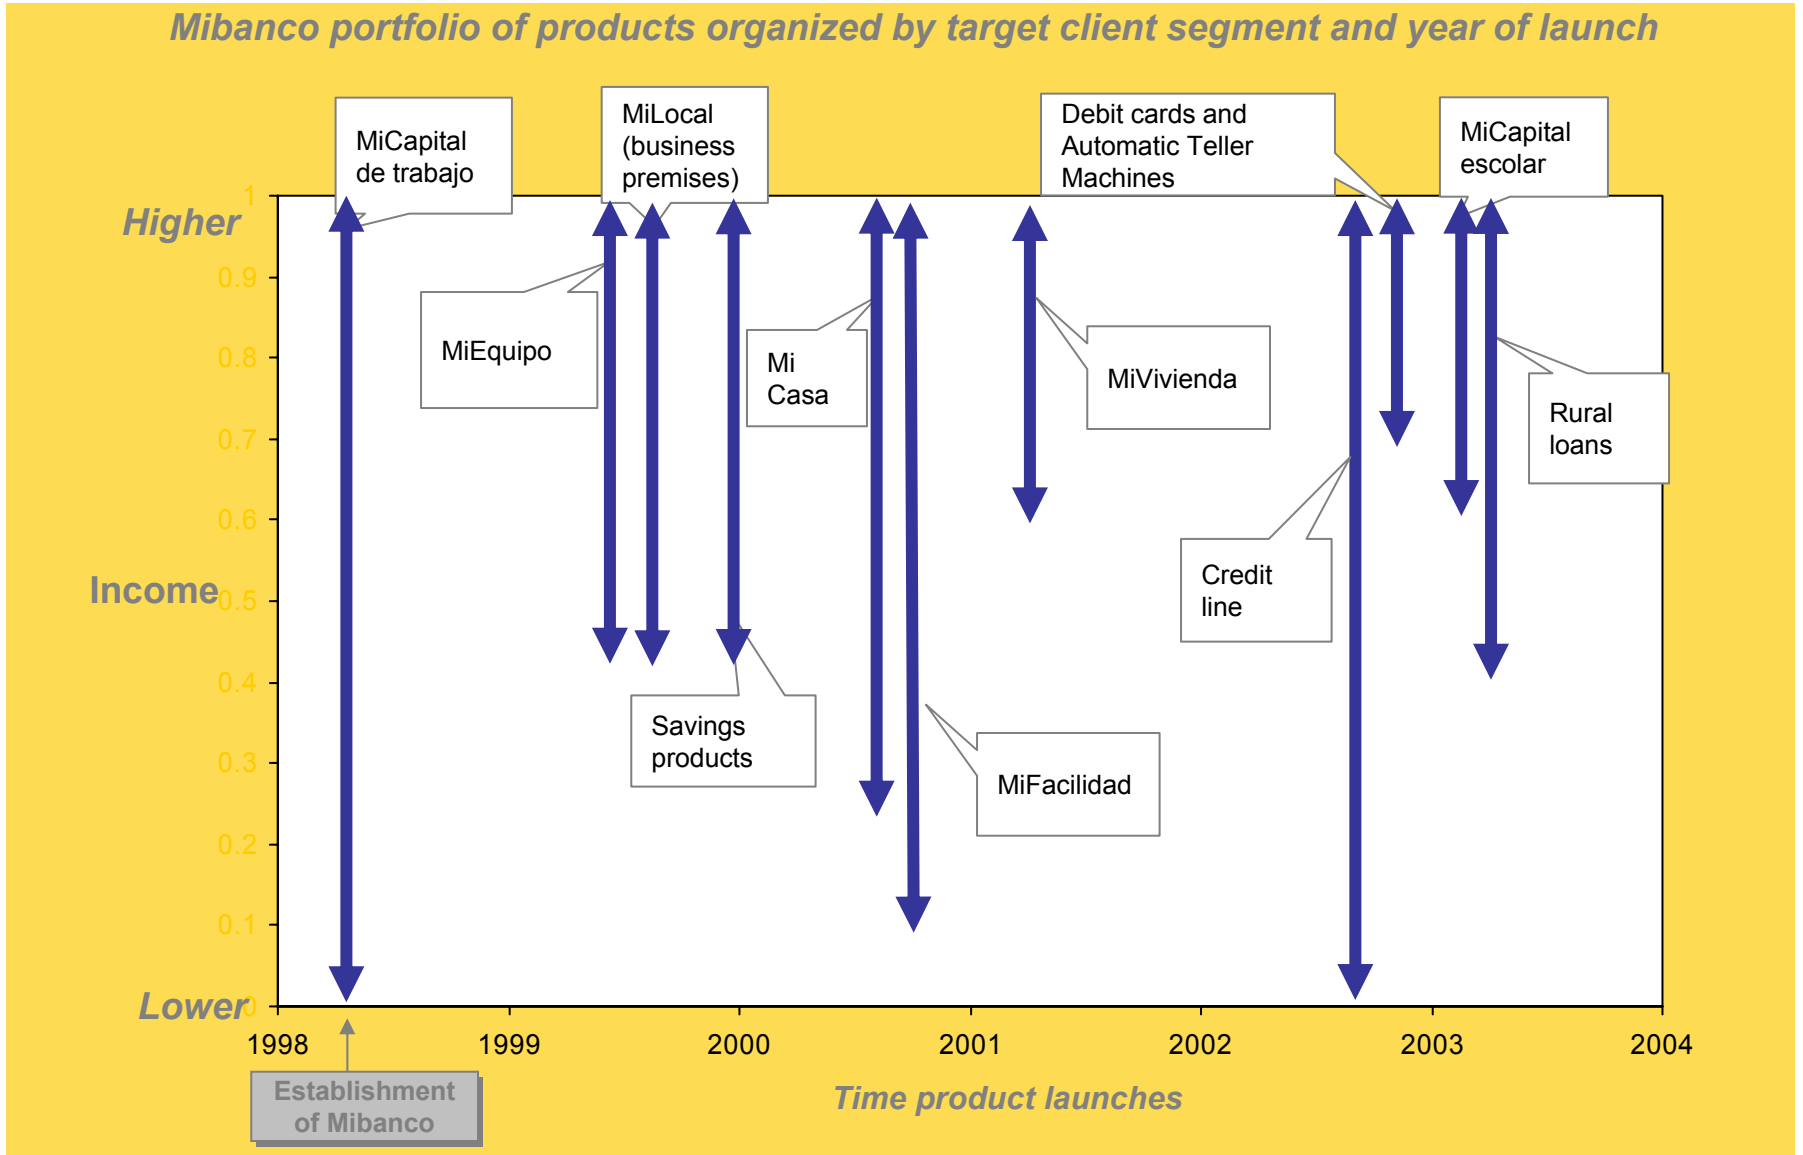 Mibanco portfolio of products organized by target client segment and year of launch
MiCapital
de trabajo
MiLocal
(business
premises)
Debit cards and
Automatic Teller
Machines
MiCapital
escolar
1
Higher
0.9
MiEquipo
0.8
Mi
Casa
MiVivienda
Rural
loans
0.7
0.6
Income
0.5
Credit
line
0.4
Savings
products
0.3
MiFacilidad
0.2
0.1
Lower
0
1998
1999
2000
2001
2002
2003
2004
Establishment
of Mibanco
Time product launches